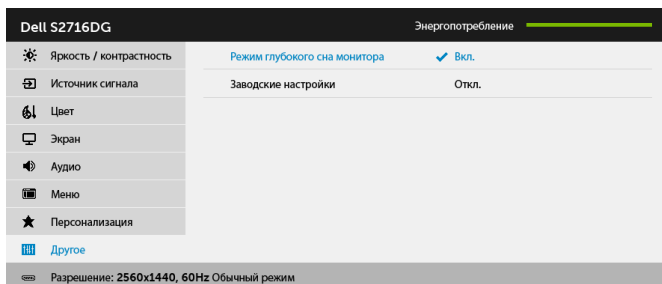 Dell S2716DG Энергопотребление
Яркость / контрастность Режим глубокого сна монитора Вкл.
Источник сигнала Заводские настройки Откл.
Цвет
Экран
Аудио
Меню
Персонализация
Другое
Разрешение: 2560x1440, 60Hz Обычный режим